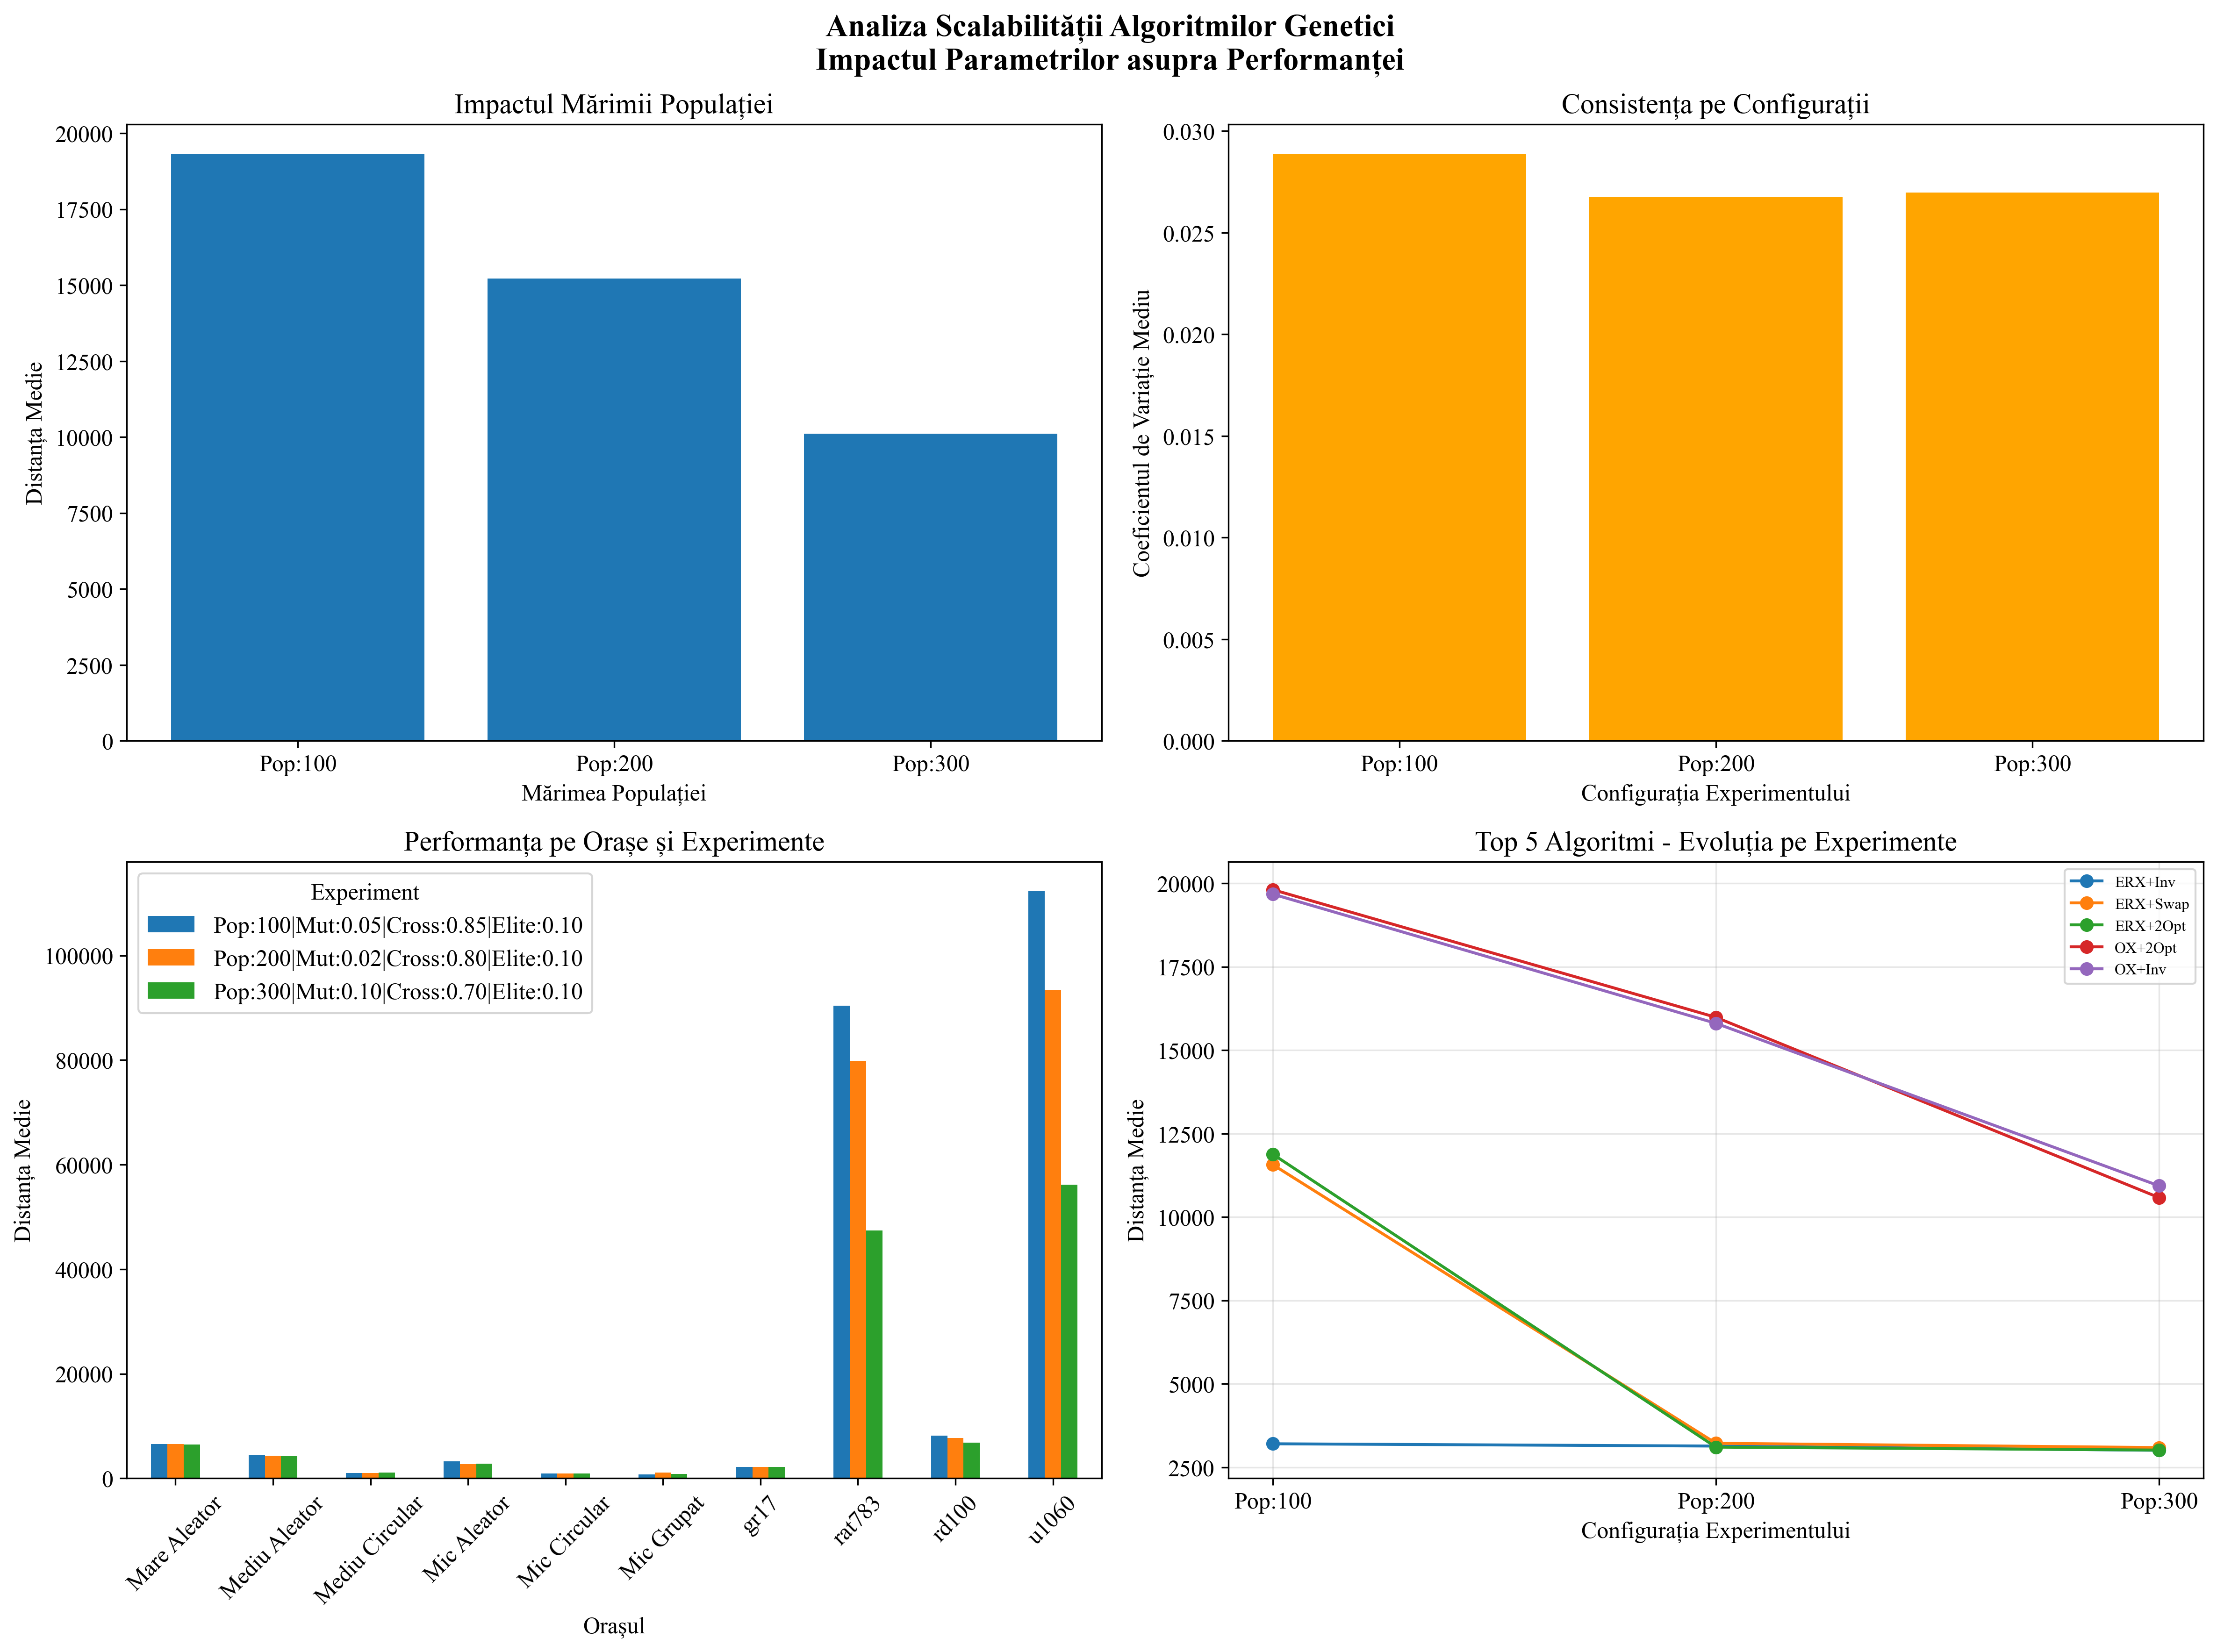 Analiza Scalabilității Algoritmilor Genetici
Impactul Parametrilor asupra Performanței
Impactul Mărimii Populației
20000
17500
15000
12500
10000
7500
5000
2500
0
Distanța Medie
Pop:100
Pop:200
Pop:300
Mărimea Populației
Consistența pe Configurații
0.030
0.025
0.020
0.015
0.010
0.005
0.000
Coeficientul de Variație Mediu
Pop:100
Pop:200
Pop:300
Configurația Experimentului
Performanța pe Orașe și Experimente
Experiment
Pop:100|Mut:0.05|Cross:0.85|Elite:0.10
Pop:200|Mut:0.02|Cross:0.80|Elite:0.10
Pop:300|Mut:0.10|Cross:0.70|Elite:0.10
100000
80000
60000
40000
20000
0
Distanța Medie
Mare Aleator
Mediu Aleator
Mediu Circular
Mic Aleator
Mic Circular
Mic Grupat
gr17
rat783
rd100
u1060
Orașul
Top 5 Algoritmi - Evoluția pe Experimente
ERX+Inv
ERX+Swap
ERX+2Opt
OX+2Opt
OX+Inv
20000
17500
15000
12500
10000
7500
5000
2500
Distanța Medie
Pop:100
Pop:200
Pop:300
Configurația Experimentului